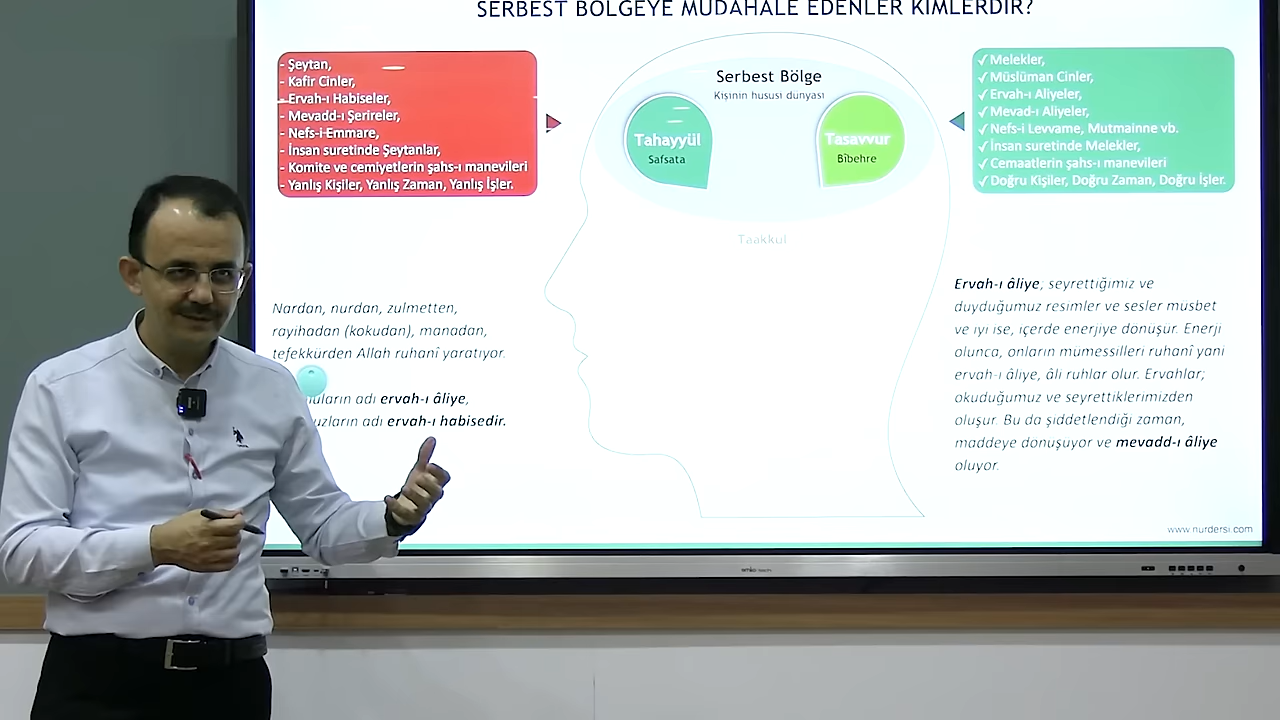 SERBEST BÖLGEYE MÜDAHALE EDENLER KİMLERDİR?
- Şeytan,
- Kafir Cinler,
- Ervah-ı Habiseler,
- Mevadd-ı Şerireler,
- Nefs-i-Emmare,
- İnsan suretinde Şeytanlar,
- Komite ve cemiyetlerin şahs-ı manevileri
- Yanlış Kişiler, Yanlış Zaman, Yanlış İşler.
Serbest Bölge
Kişinin hususi dünyası
Tahayyül
Safsata
Tasavvur
Bîbehre
Taakkul
✓ Melekler,
✓ Müslüman Cinler,
✓ Ervah-ı Aliyeler,
✓ Mevad-ı Aliyeler,
✓ Nefs-i Levvame, Mutmainne vb.
✓ İnsan suretinde Melekler,
✓ Cemaatlerin şahs-ı manevileri
✓ Doğru Kişiler, Doğru Zaman, Doğru İşler.
Nardan, nurdan, zulmetten,
rayihadan (kokudan), manadan,
tefekkürden Allah ruhanî yaratıyor.
adı ervah-ı âliye,
adı ervah-ı habisedir.
Ervah-ı âliye, seyrettiğimiz ve
duyduğumuz resimler ve sesler müsbet
ve iyi ise, içerde enerjiye dönüşür. Enerji
olunca, onların mümessilleri ruhanî yani
ervah-ı âliye, âli ruhlar olur. Ervahlar;
okuduğumuz ve seyrettiklerimizden
oluşur. Bu da şiddetlendiği zaman,
maddeye dönüşüyor ve mevadd-ı âliye
oluyor.
www.nurdersi.com